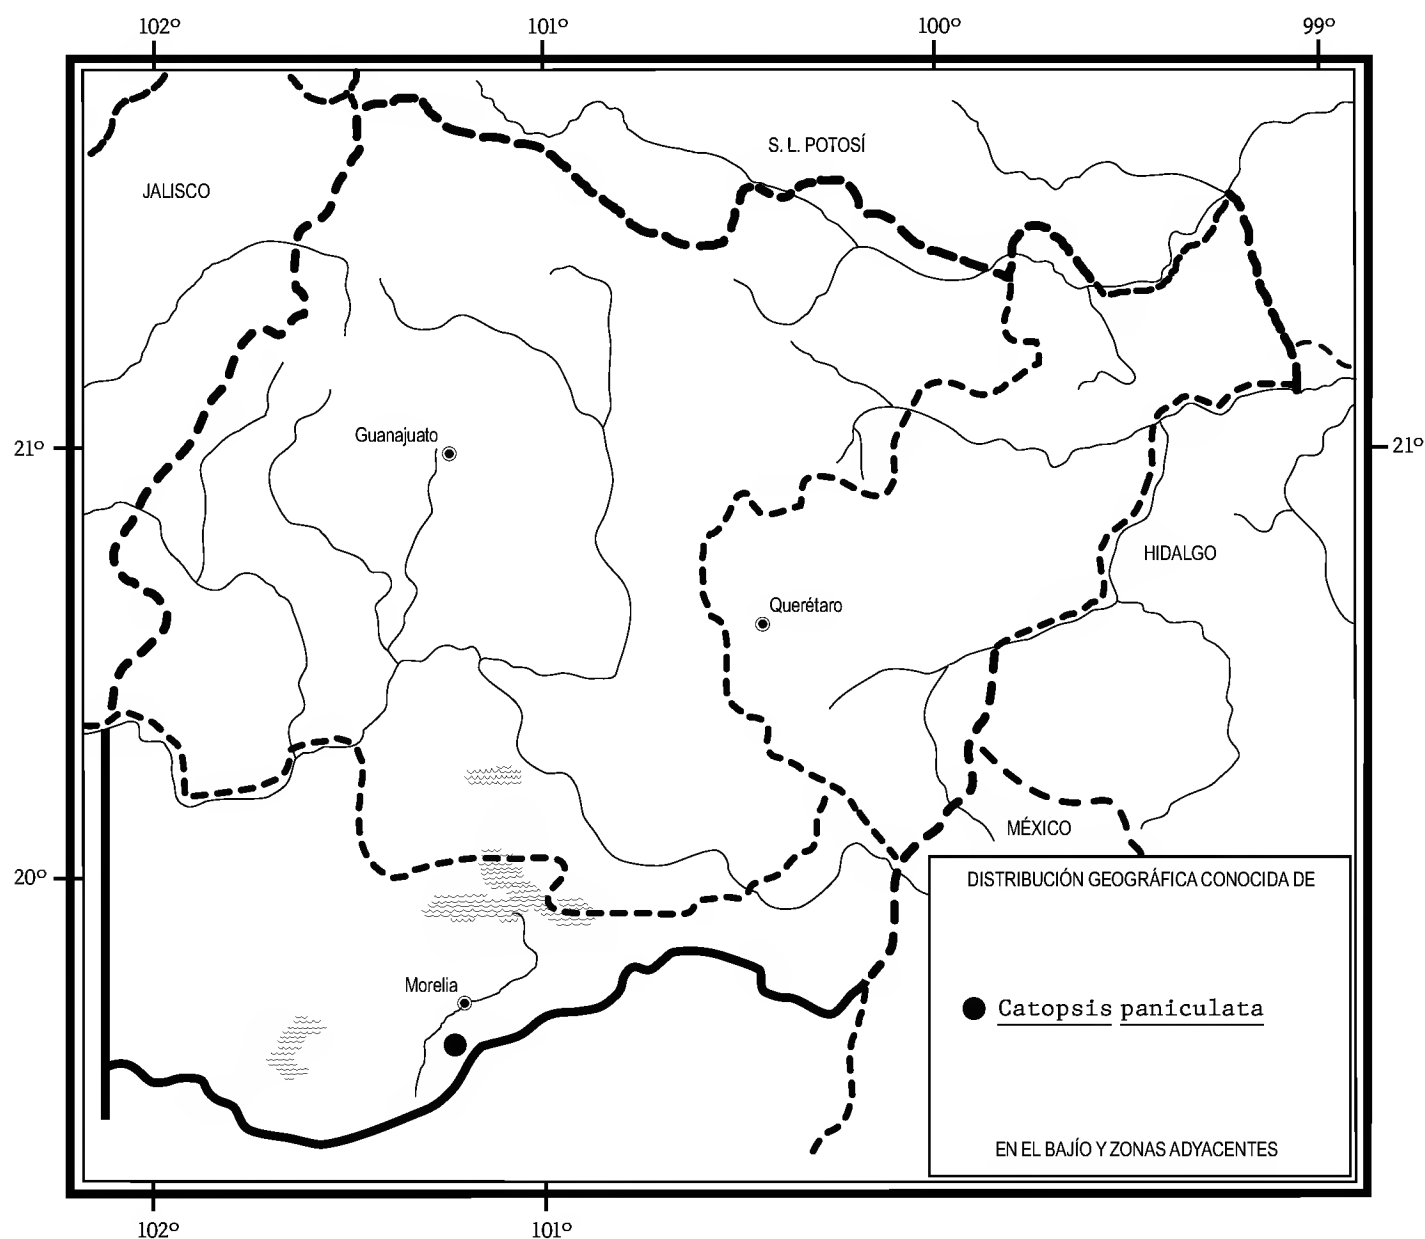 102º 101º 100º 99º
S. L. POTOSÍ
JALISCO
Guanajuato
21º 21º
HIDALGO
Querétaro
MÉXICO
20º
DISTRIBUCIÓN GEOGRÁFICA CONOCIDA DE
Morelia
Catopsis paniculata
EN EL BAJÍO Y ZONAS ADYACENTES
102º 101º